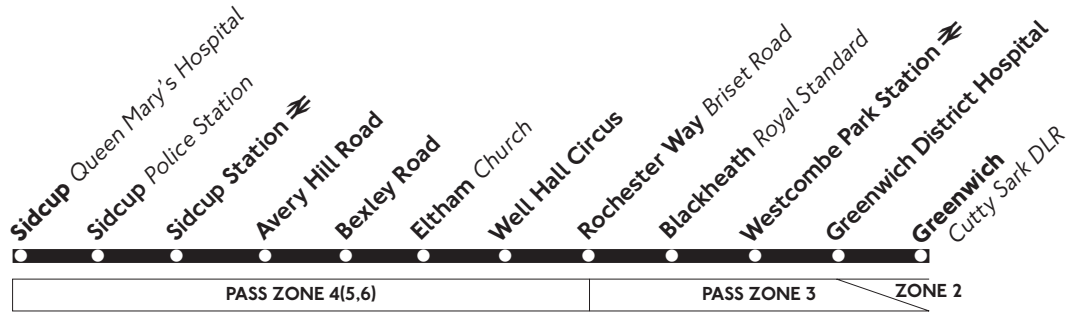 Sidcup Queen Mary's Hospital
Sidcup Police Station
Sidcup Station
Avery Hill Road
Bexley Road
Eltham Church
Well Hall Circus
Rochester Way Briset Road
Blackheath Royal Standard
Westcombe Park Station
Greenwich District Hospital
Greenwich
Cutty Sark DLR
PASS ZONE 4(5,6)
PASS ZONE 3
ZONE 2